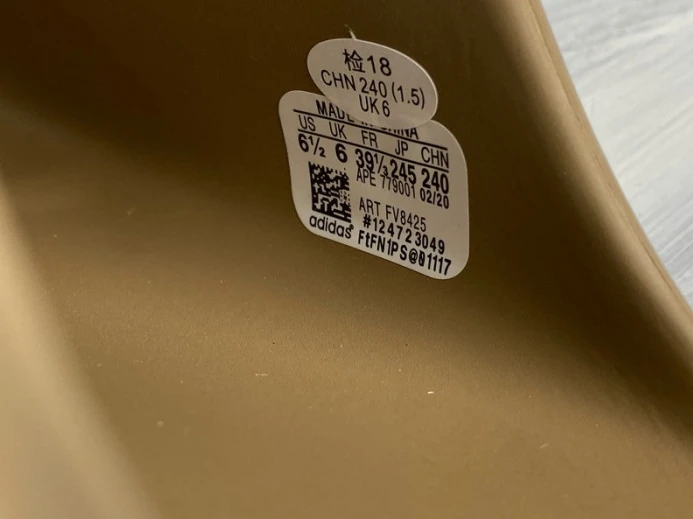 检18
CHN 240 (1.5)
UK 6
MADE IN CHINA
US UK FR JP CHN
6½ 6 39⅓ 245 240
APE 779001 02/20
ART FV8425
#124723049
adidas FtFN1PS@B1117